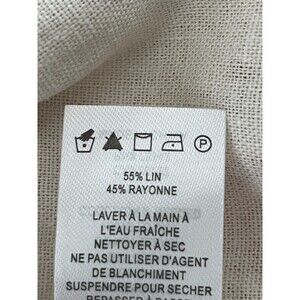 55% LIN
45% RAYONNE
LAVER À LA MAIN À
L'EAU FRAÎCHE
NETTOYER À SEC
NE PAS UTILISER D'AGENT
DE BLANCHIMENT
SUSPENDRE POUR SÉCHER